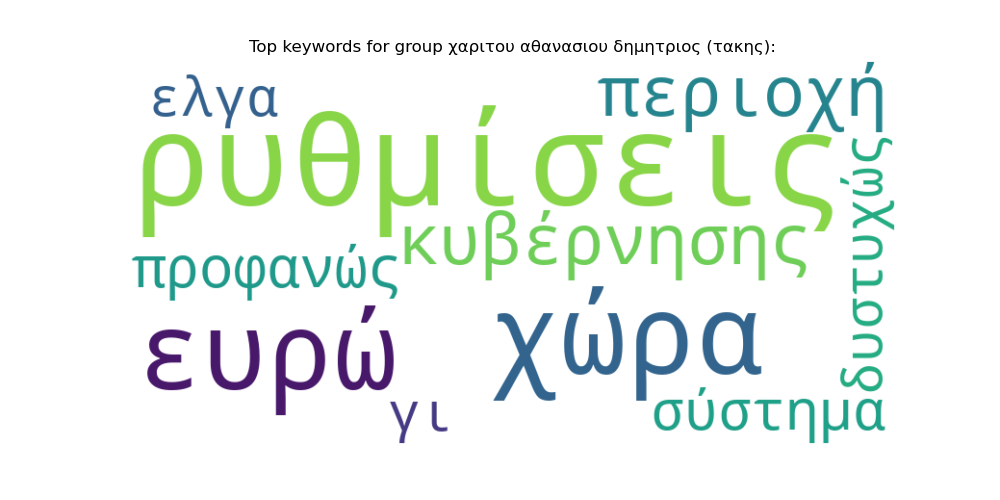 Top keywords for group χαριτου αθανασιου δημητριος (τακης):
ελγα
περιοχή
ρυθμίσεις
δυστυχώς
κυβέρνησης
προφανώς
ευρώ
χώρα
γι
σύστημα